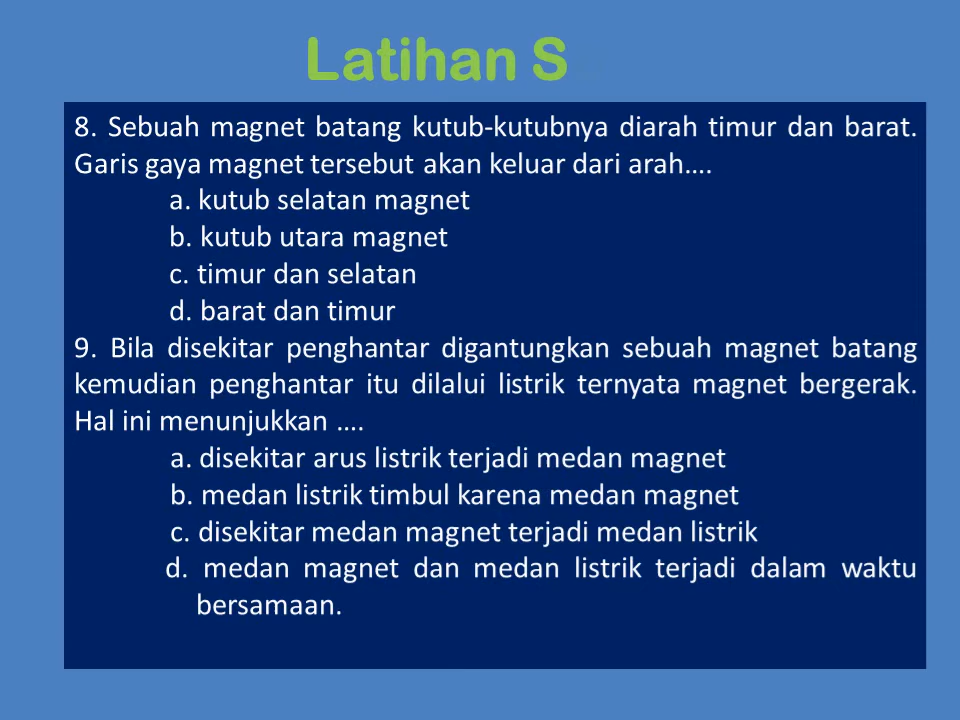 Latihan S
8. Sebuah magnet batang kutub-kutubnya diarah timur dan barat.
Garis gaya magnet tersebut akan keluar dari arah....
a. kutub selatan magnet
b. kutub utara magnet
c. timur dan selatan
d. barat dan timur
9. Bila disekitar penghantar digantungkan sebuah magnet batang
kemudian penghantar itu dilalui listrik ternyata magnet bergerak.
Hal ini menunjukkan ....
a. disekitar arus listrik terjadi medan magnet
b. medan listrik timbul karena medan magnet
c. disekitar medan magnet terjadi medan listrik
d. medan magnet dan medan listrik terjadi dalam waktu
bersamaan.